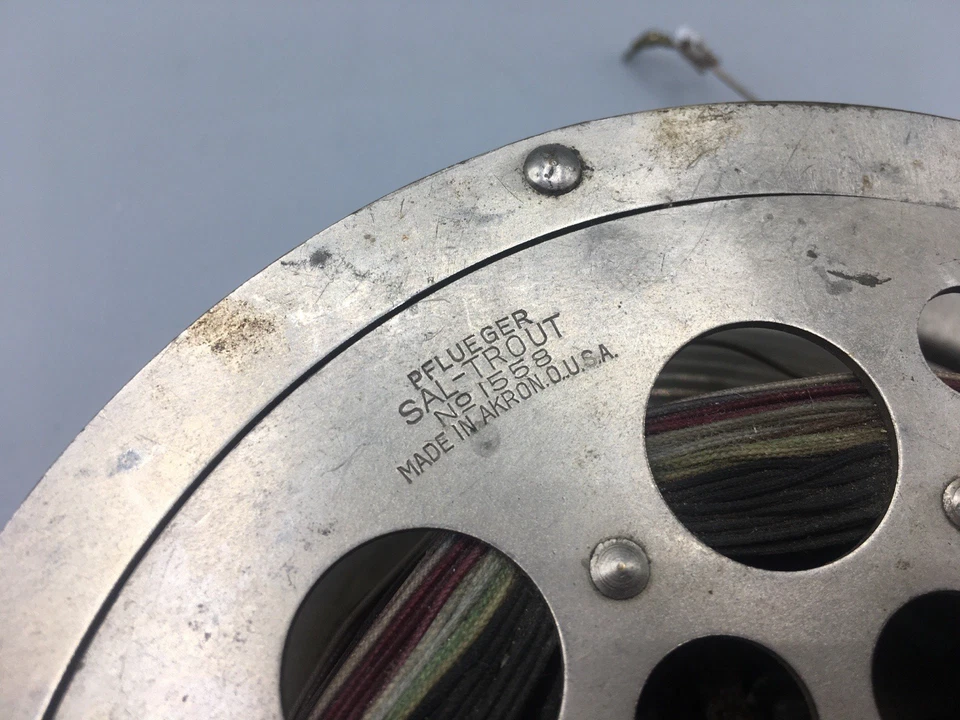 PFLUEGER
SAL-TROUT
No 1558
MADE IN AKRON.O.U.S.A.